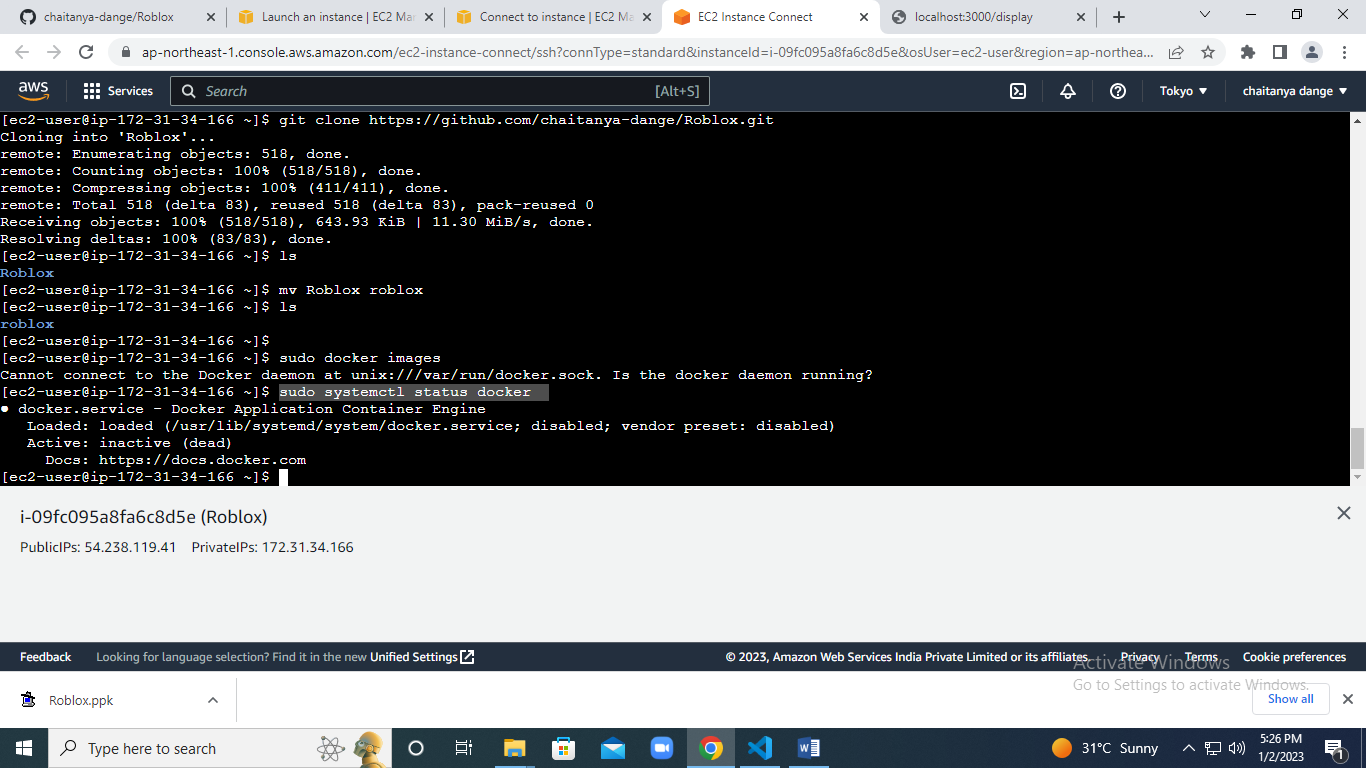 chaitanya-dange/Roblox
Launch an instance | EC2 Mar
Connect to instance | EC2 Ma
EC2 Instance Connect
localhost:3000/display
ap-northeast-1.console.aws.amazon.com/ec2-instance-connect/ssh?connType=standard&instanceId=i-09fc095a8fa6c8d5e&osUser=ec2-user&region=ap-northea...
aws
Services
Search
[Alt+S]
Tokyo
chaitanya dange
[ec2-user@ip-172-31-34-166 ~]$ git clone https://github.com/chaitanya-dange/Roblox.git
Cloning into 'Roblox'...
remote: Enumerating objects: 518, done.
remote: Counting objects: 100% (518/518), done.
remote: Compressing objects: 100% (411/411), done.
remote: Total 518 (delta 83), reused 518 (delta 83), pack-reused 0
Receiving objects: 100% (518/518), 643.93 KiB | 11.30 MiB/s, done.
Resolving deltas: 100% (83/83), done.
[ec2-user@ip-172-31-34-166 ~]$ ls
Roblox
[ec2-user@ip-172-31-34-166 ~]$ mv Roblox roblox
[ec2-user@ip-172-31-34-166 ~]$ ls
roblox
[ec2-user@ip-172-31-34-166 ~]$
[ec2-user@ip-172-31-34-166 ~]$ sudo docker images
Cannot connect to the Docker daemon at unix:///var/run/docker.sock. Is the docker daemon running?
[ec2-user@ip-172-31-34-166 ~]$ sudo systemctl status docker
● docker.service - Docker Application Container Engine
Loaded: loaded (/usr/lib/systemd/system/docker.service; disabled; vendor preset: disabled)
Active: inactive (dead)
Docs: https://docs.docker.com
[ec2-user@ip-172-31-34-166 ~]$
i-09fc095a8fa6c8d5e (Roblox)
PublicIPs: 54.238.119.41 PrivateIPs: 172.31.34.166
Feedback
Looking for language selection? Find it in the new Unified Settings
© 2023, Amazon Web Services India Private Limited or its affiliates.
Privacy
Terms
Cookie preferences
Activate Windows
Go to Settings to activate Windows.
Roblox.ppk
Show all
Type here to search
31°C Sunny
5:26 PM
1/2/2023
1